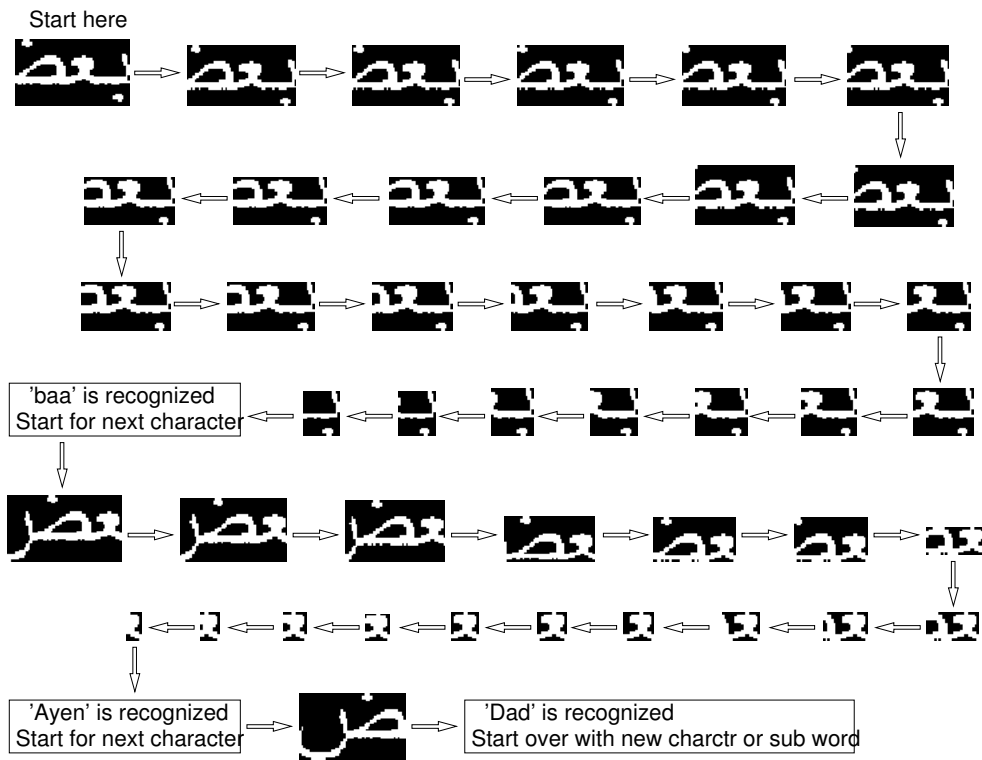 Start here
'baa' is recognized
Start for next character
'Ayen' is recognized
Start for next character
'Dad' is recognized
Start over with new charctr or sub word